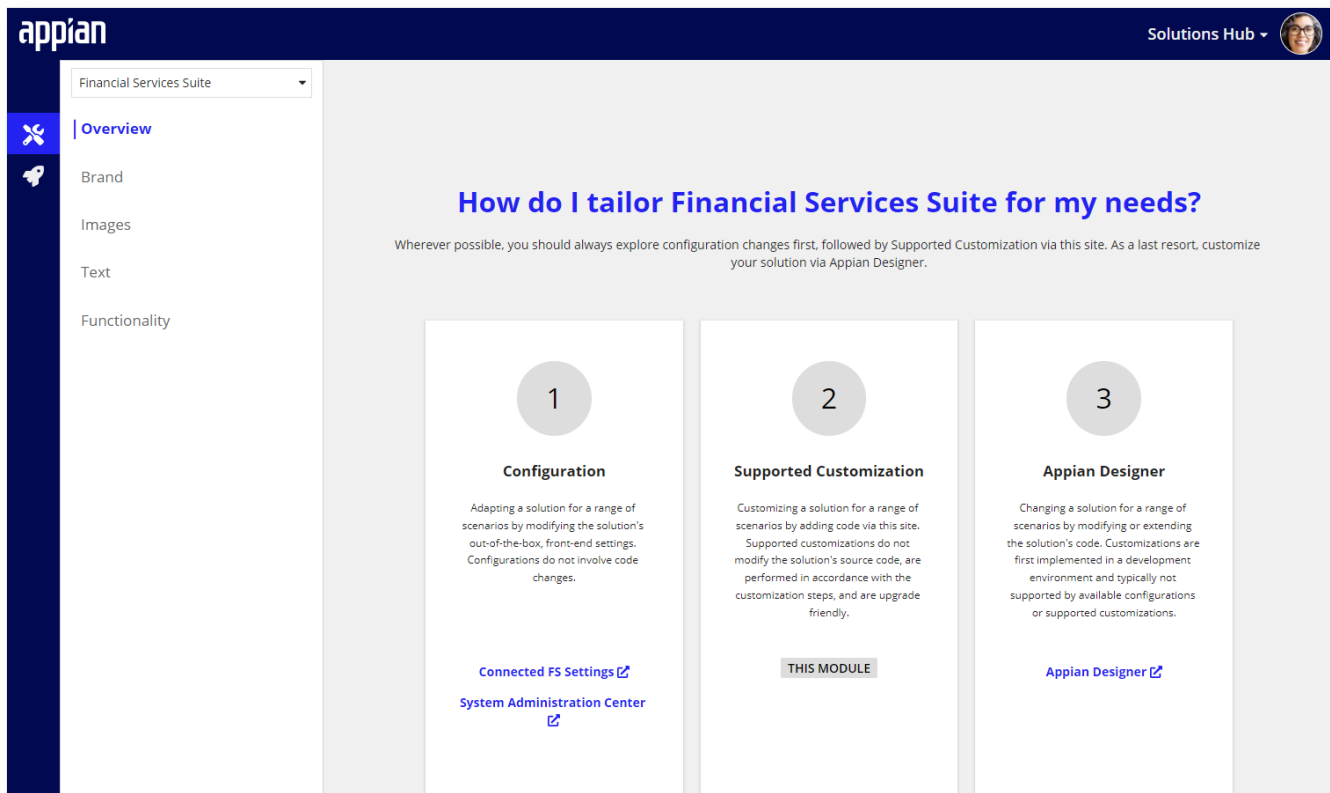 appian
Solutions Hub
Financial Services Suite
Overview
Brand
Images
Text
Functionality
How do I tailor Financial Services Suite for my needs?
Wherever possible, you should always explore configuration changes first, followed by Supported Customization via this site. As a last resort, customize
your solution via Appian Designer.
1
Configuration
Adapting a solution for a range of
scenarios by modifying the solution's
out-of-the-box, front-end settings.
Configurations do not involve code
changes.
Connected FS Settings
System Administration Center
2
Supported Customization
Customizing a solution for a range of
scenarios by adding code via this site.
Supported customizations do not
modify the solution's source code, are
performed in accordance with the
customization steps, and are upgrade
friendly.
THIS MODULE
3
Appian Designer
Changing a solution for a range of
scenarios by modifying or extending
the solution's code. Customizations are
first implemented in a development
environment and typically not
supported by available configurations
or supported customizations.
Appian Designer